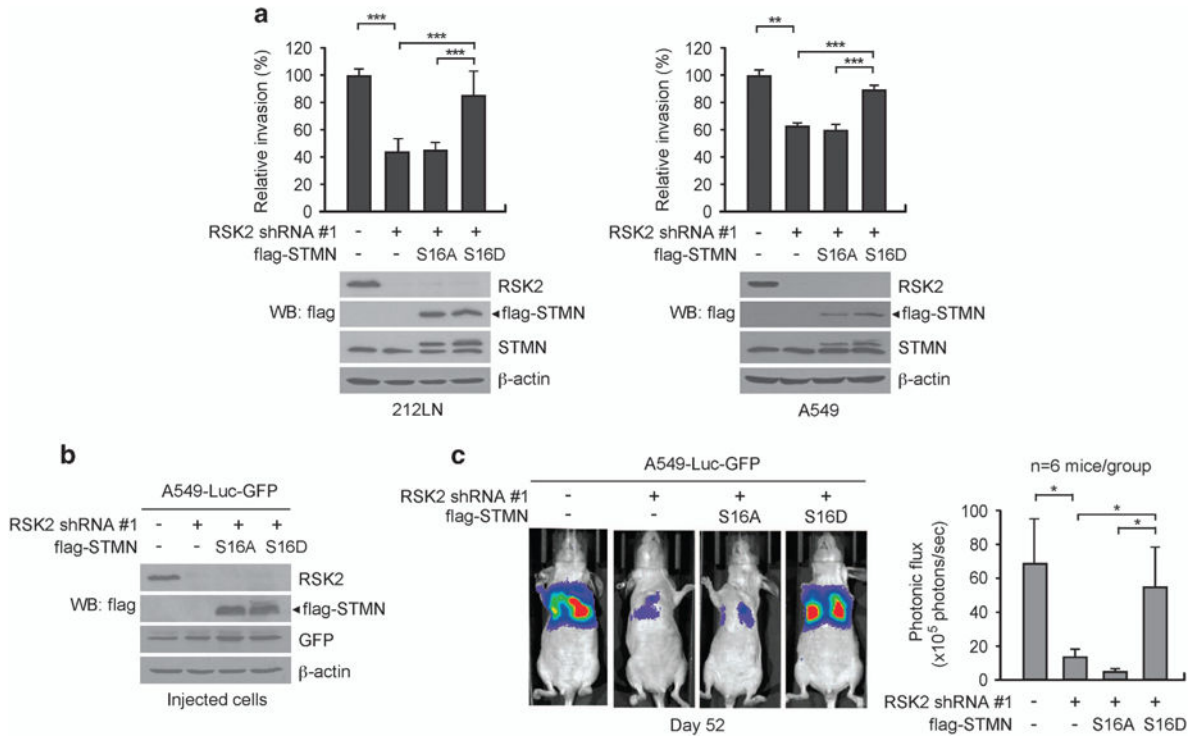 a
*** *** ***
Relative invasion (%)
120
100
80
60
40
20
0
RSK2 shRNA #1 - + + +
flag-STMN - - S16A S16D
RSK2
WB: flag ◄flag-STMN
STMN
β-actin
212LN
** *** ***
Relative invasion (%)
120
100
80
60
40
20
0
RSK2 shRNA #1 - + + +
flag-STMN - - S16A S16D
RSK2
WB: flag ◄flag-STMN
STMN
β-actin
A549
b
A549-Luc-GFP
RSK2 shRNA #1 - + + +
flag-STMN - - S16A S16D
RSK2
WB: flag ◄flag-STMN
GFP
β-actin
Injected cells
c
A549-Luc-GFP
RSK2 shRNA #1 - + + +
flag-STMN - - S16A S16D
Day 52
n=6 mice/group
* * *
Photonic flux
(x10⁵ photons/sec)
100
80
60
40
20
0
RSK2 shRNA #1 - + + +
flag-STMN - - S16A S16D